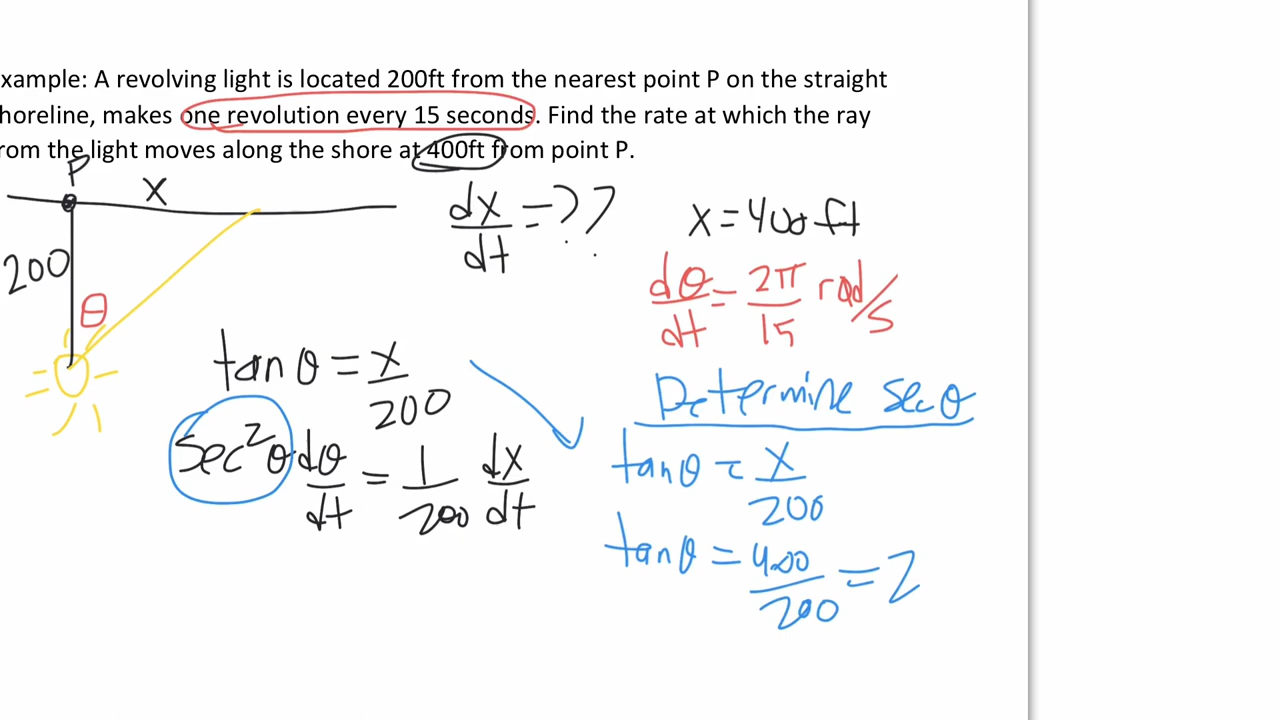 xample: A revolving light is located 200ft from the nearest point P on the straight
horeline, makes one revolution every 15 seconds. Find the rate at which the ray
rom the light moves along the shore at 400ft from point P.
P
X
200
θ
dx/dt = ??
x = 400 ft
dθ/dt = 2π/15 rad/s
tan θ = x/200
sec²θ dθ/dt = 1/200 dx/dt
Determine sec θ
tan θ = x/200
tan θ = 400/200 = 2